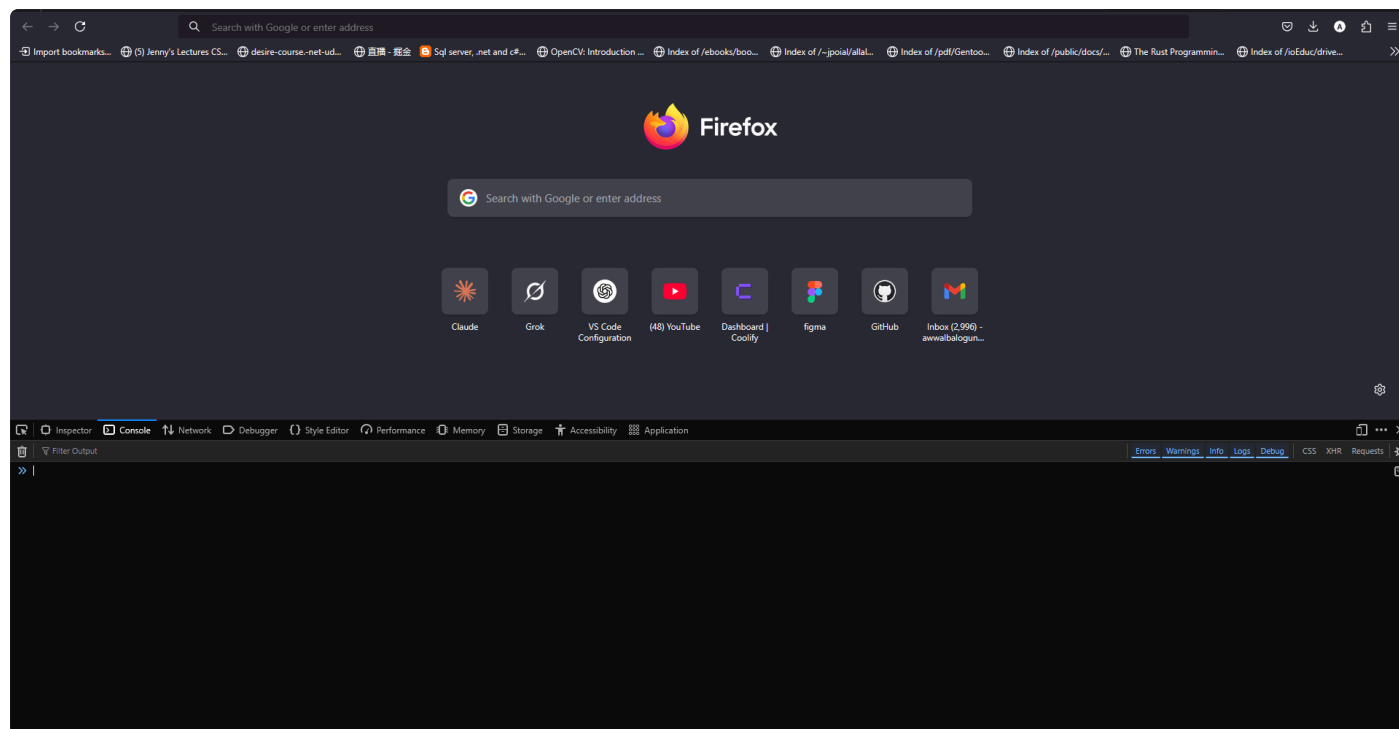 Search with Google or enter address
Import bookmarks... (5) Jenny's Lectures CS... desire-course.-net-ud... 直播 - 掘金 Sql server, .net and c#... OpenCV: Introduction ... Index of /ebooks/boo... Index of /~jpoial/allal... Index of /pdf/Gentoo... Index of /public/docs/... The Rust Programmin... Index of /ioEduc/drive...
Firefox
Search with Google or enter address
Claude Grok VS Code Configuration (48) YouTube Dashboard | Coolify figma GitHub Inbox (2,996) - awwalbalogun...
Inspector Console Network Debugger Style Editor Performance Memory Storage Accessibility Application
Filter Output Errors Warnings Info Logs Debug CSS XHR Requests